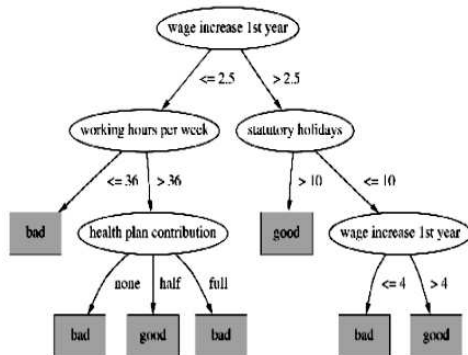 wage increase 1st year
<= 2.5 > 2.5
working hours per week statutory holidays
<= 36 > 36 > 10 <= 10
bad health plan contribution good wage increase 1st year
none half full <= 4 > 4
bad good bad bad good